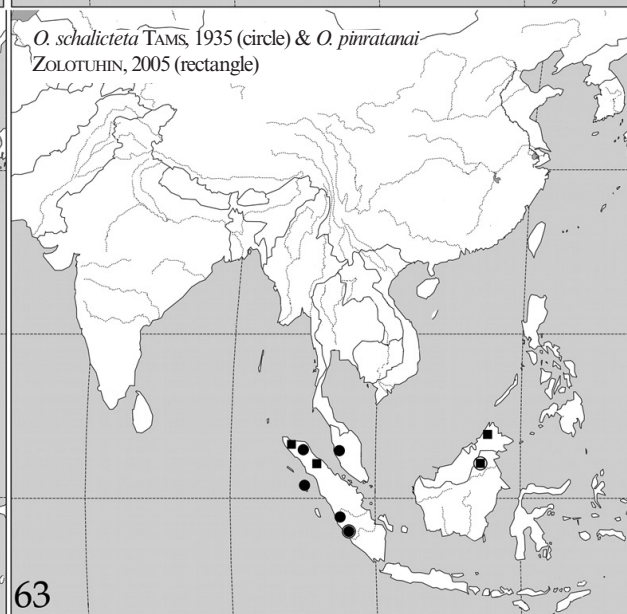 O. schalicteta TAMS, 1935 (circle) & O. pinratanai
ZOLOTUHIN, 2005 (rectangle)
63